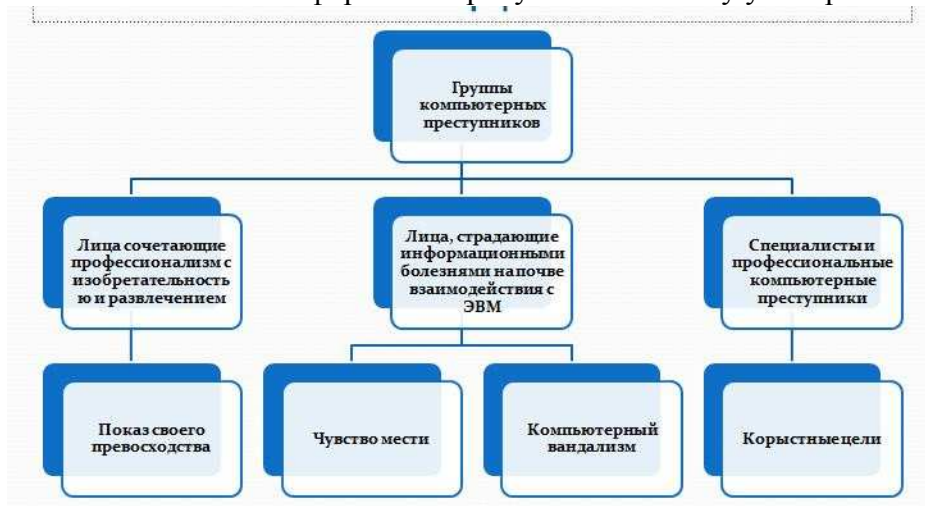 Группы
компьютерных
преступников
Лица сочетающие
профессионализм с
изобретательность
ю и развлечением
Лица, страдающие
информационными
болезнями на почве
взаимодействия с
ЭВМ
Специалисты и
профессиональные
компьютерные
преступники
Показ своего
превосходства
Чувство мести
Компьютерный
вандализм
Корыстные цели